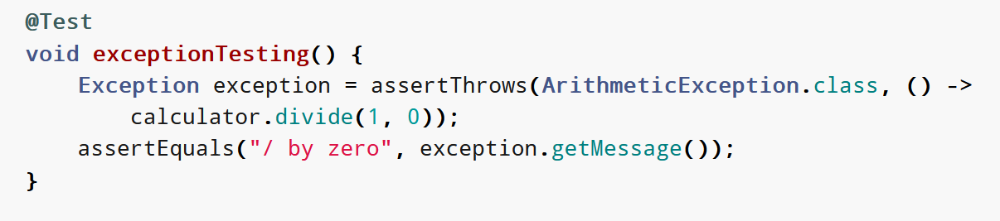 @Test
void exceptionTesting() {
    Exception exception = assertThrows(ArithmeticException.class, () ->
        calculator.divide(1, 0));
    assertEquals("/ by zero", exception.getMessage());
}